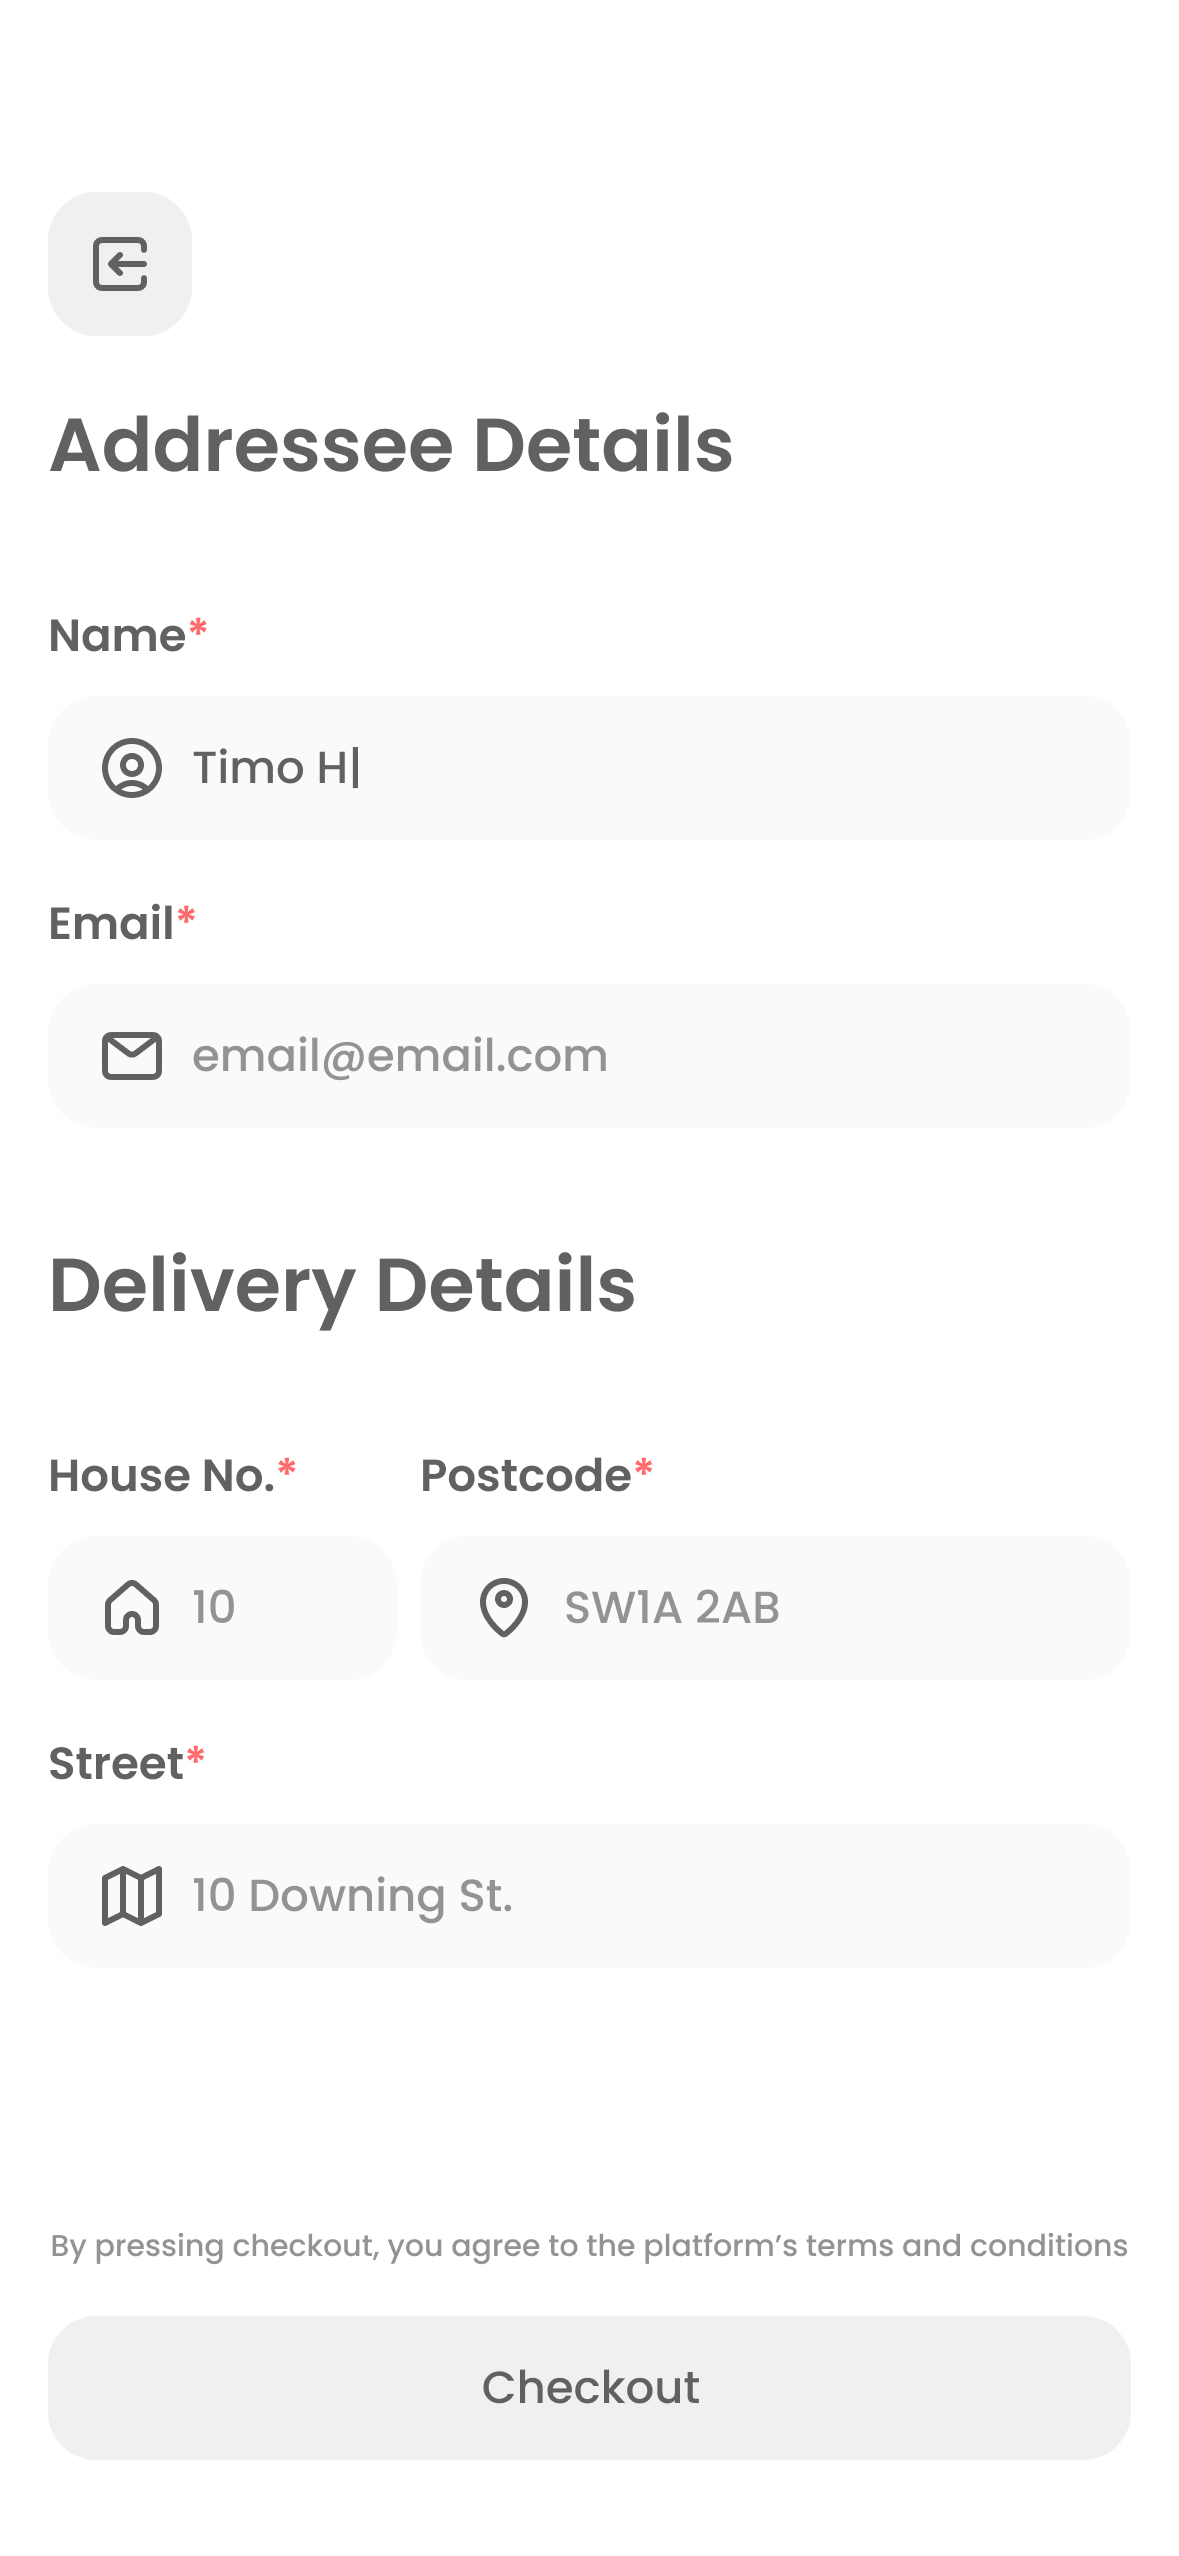 Addressee Details
Name*
Timo H
Email*
email@email.com
Delivery Details
House No.* Postcode*
10 SW1A 2AB
Street*
10 Downing St.
By pressing checkout, you agree to the platform’s terms and conditions
Checkout